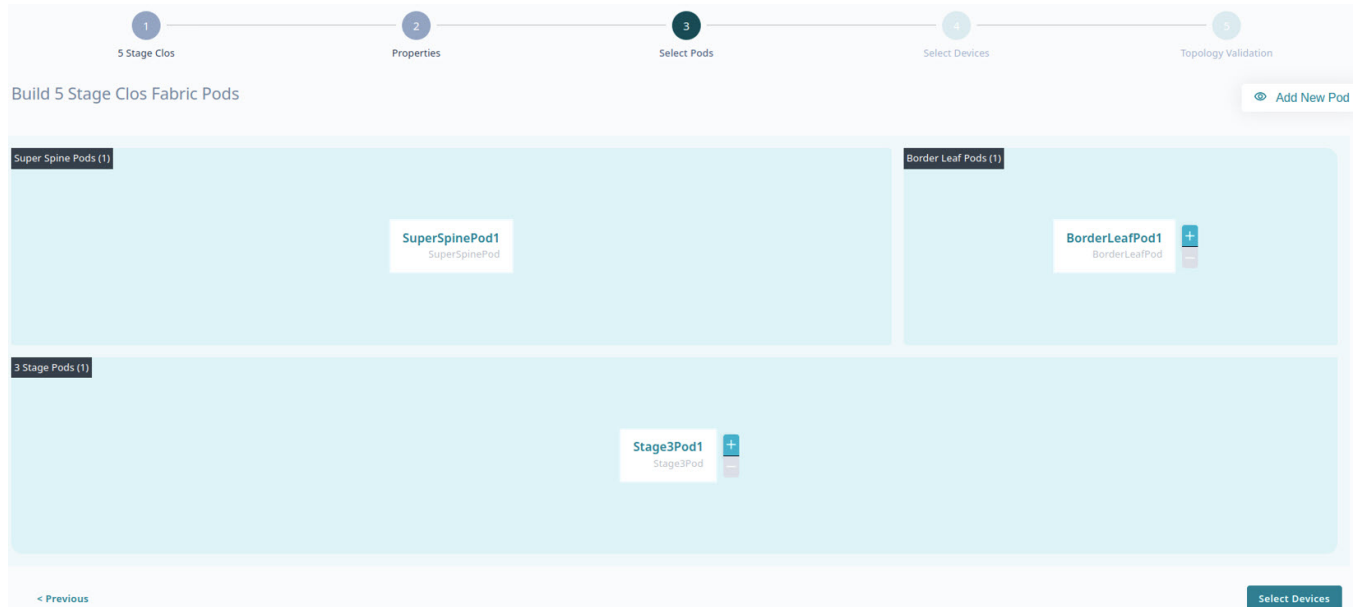 1
2
3
4
5
5 Stage Clos
Properties
Select Pods
Select Devices
Topology Validation
Build 5 Stage Clos Fabric Pods
Add New Pod
Super Spine Pods (1)
Border Leaf Pods (1)
SuperSpinePod1
SuperSpinePod
BorderLeafPod1
BorderLeafPod
+
−
3 Stage Pods (1)
Stage3Pod1
Stage3Pod
+
−
< Previous
Select Devices